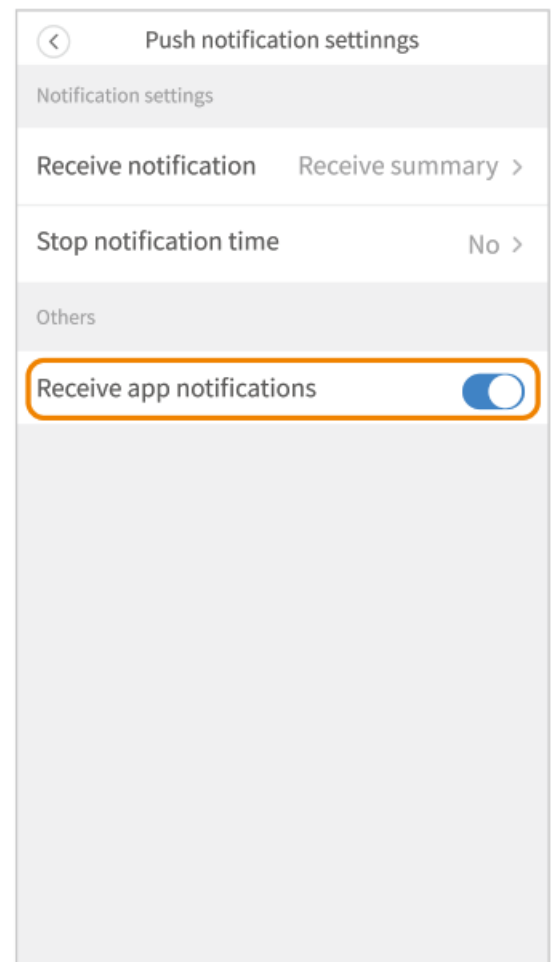 Push notification settinngs
Notification settings
Receive notification Receive summary >
Stop notification time No >
Others
Receive app notifications